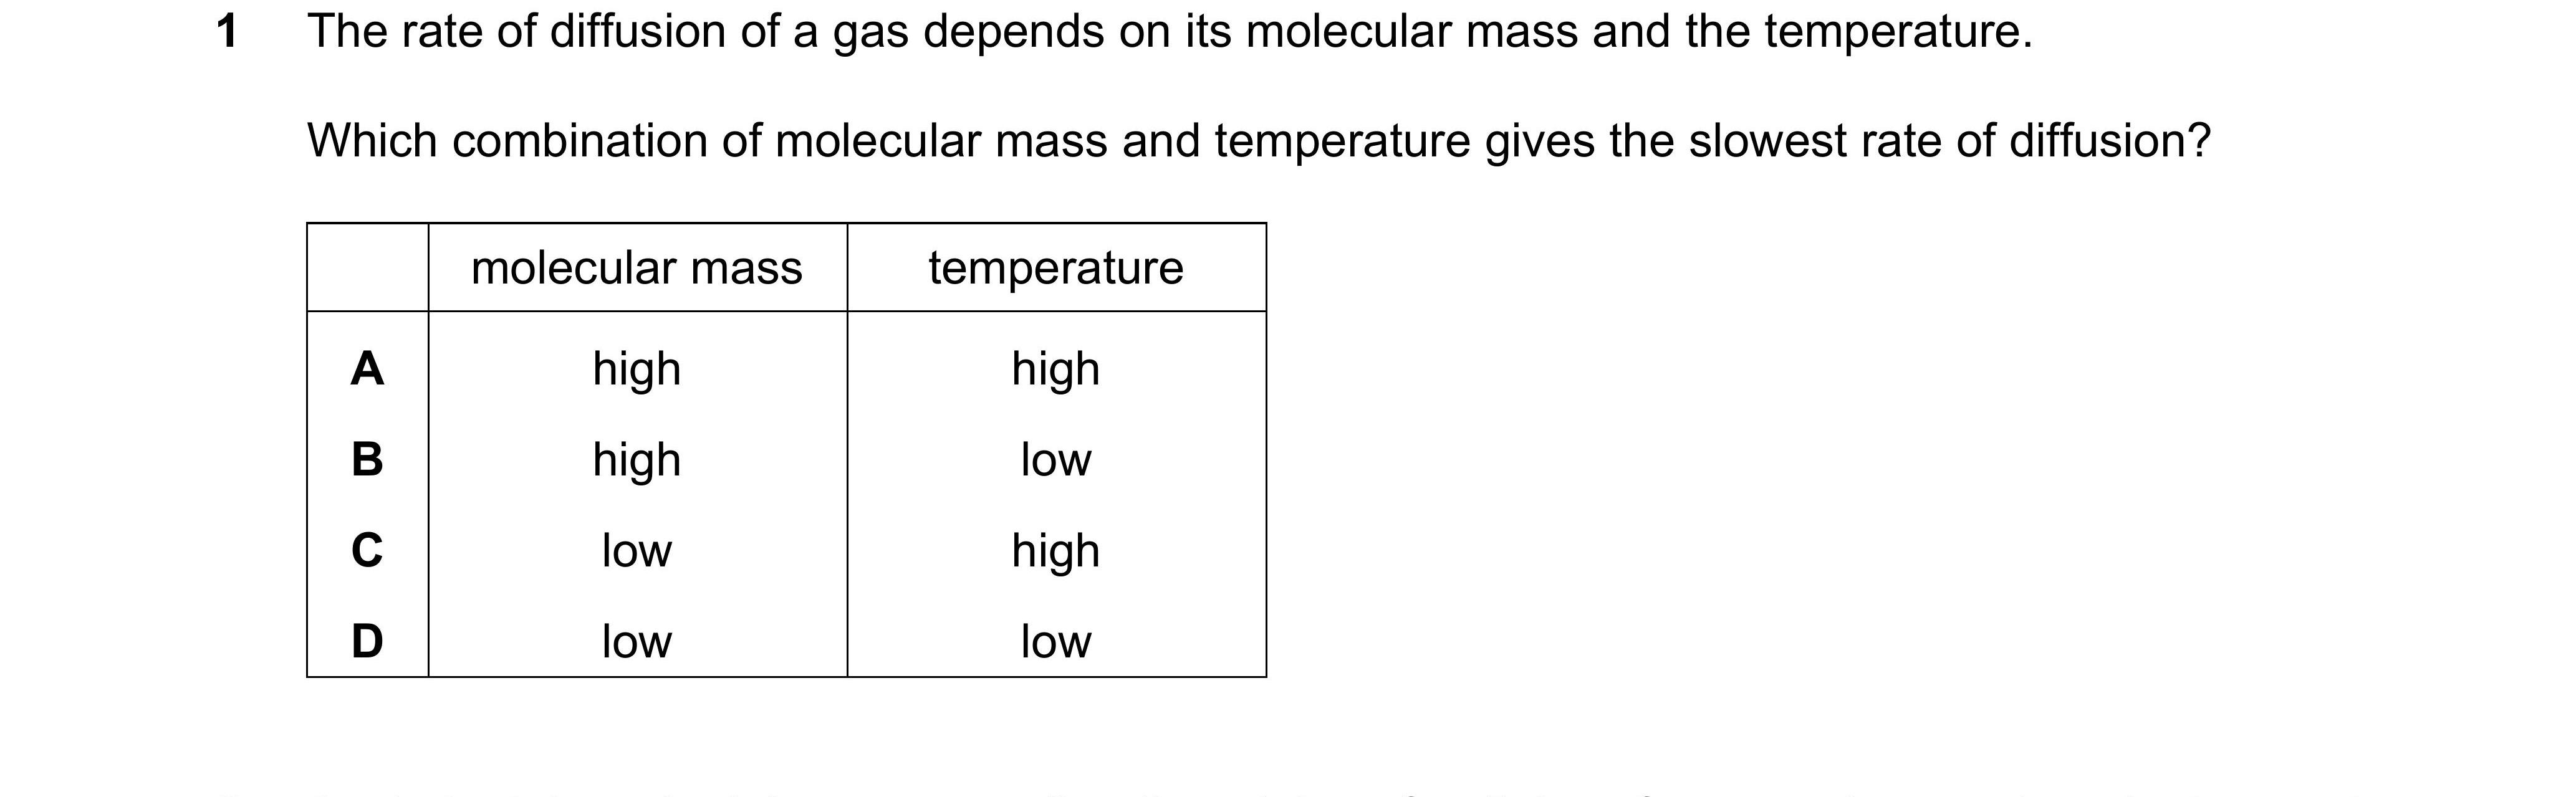 1 The rate of diffusion of a gas depends on its molecular mass and the temperature.
Which combination of molecular mass and temperature gives the slowest rate of diffusion?
molecular mass temperature
A high high
B high low
C low high
D low low